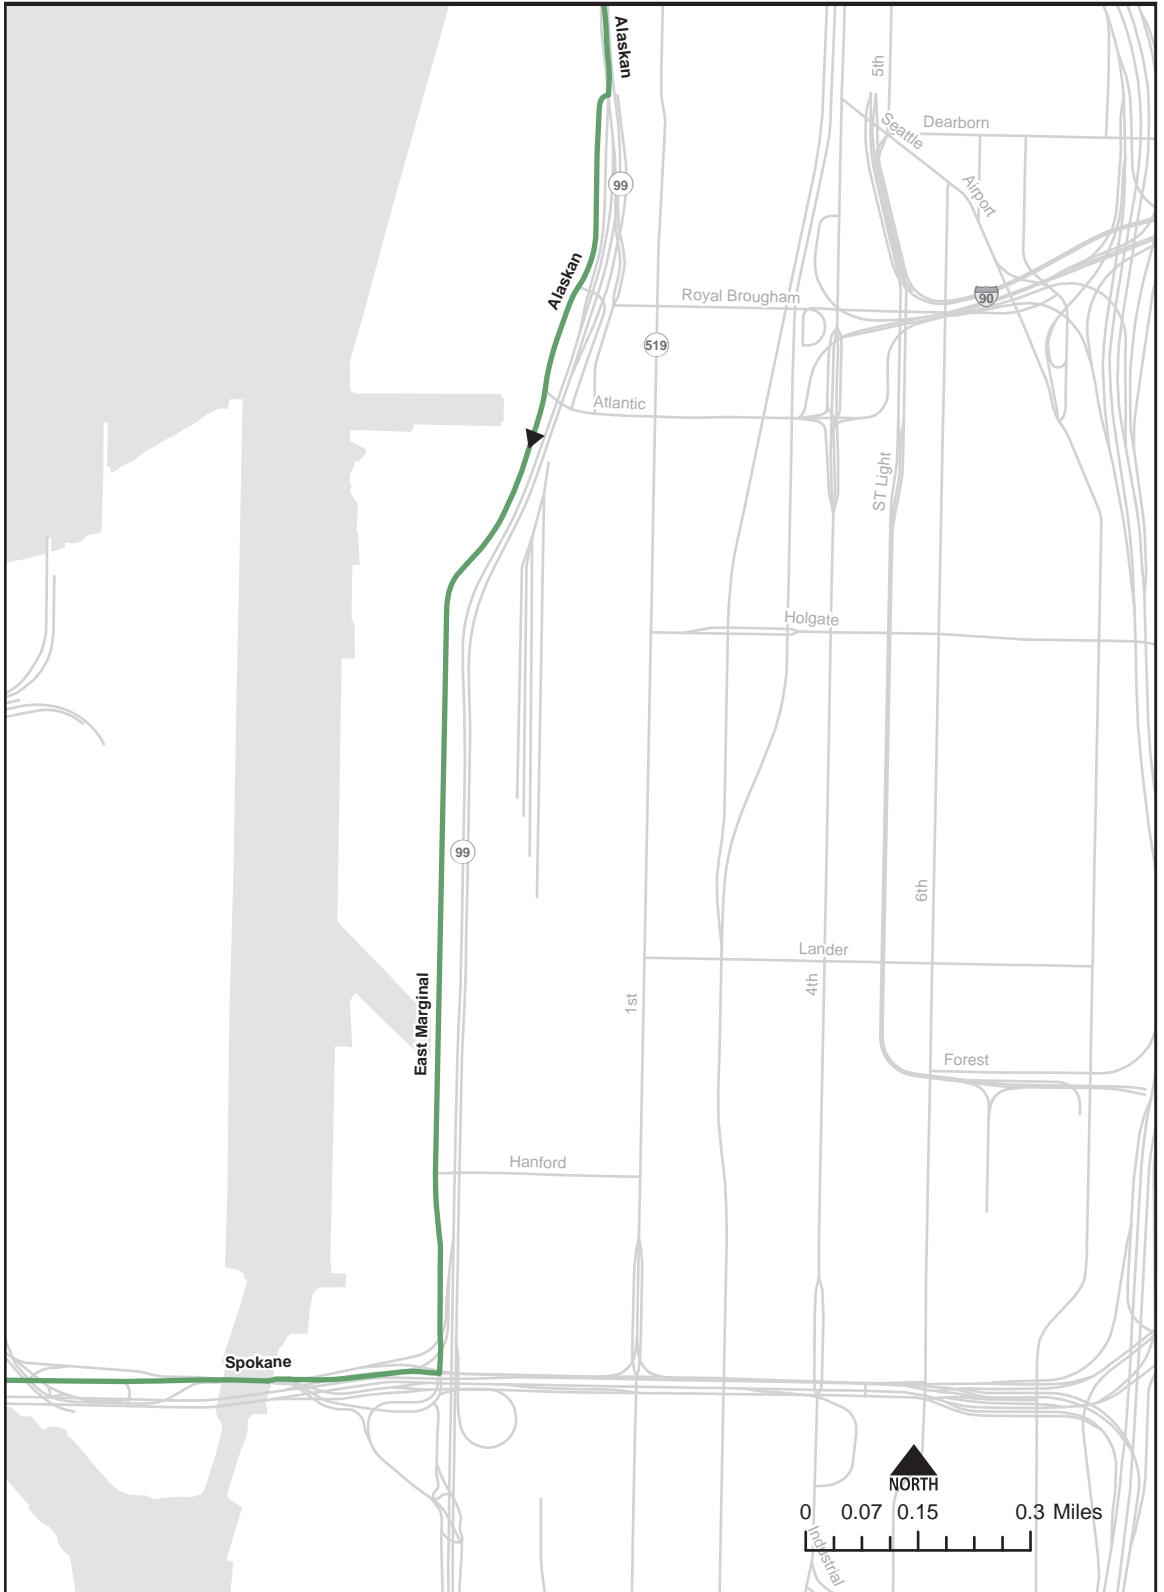 Alaskan
5th
Dearborn
Seattle
99
Airport
Alaskan
Royal Brougham
90
519
Atlantic
ST Light
Holgate
99
6th
Lander
East Marginal
1st
4th
Forest
Hanford
Spokane
NORTH
0 0.07 0.15 0.3 Miles
Industrial